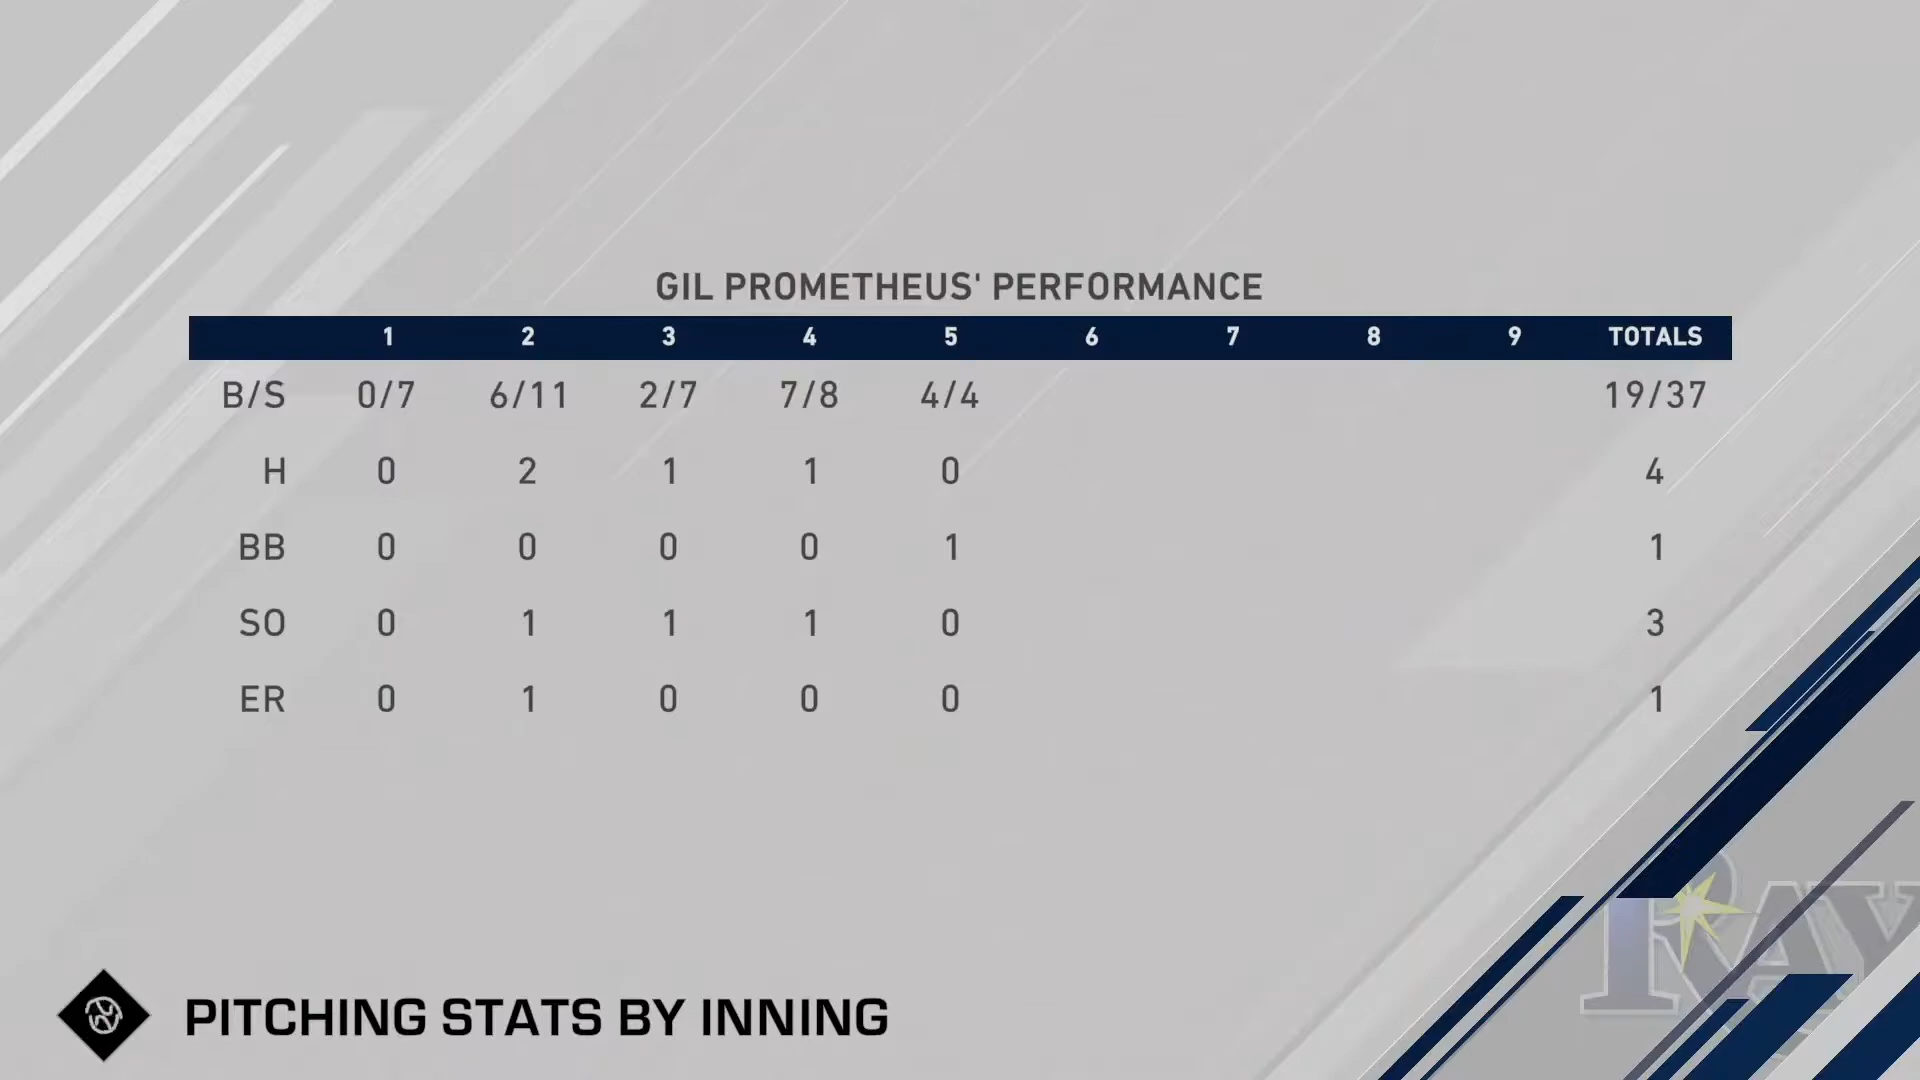 GIL PROMETHEUS' PERFORMANCE
1 2 3 4 5 6 7 8 9 TOTALS
B/S 0/7 6/11 2/7 7/8 4/4 19/37
H 0 2 1 1 0 4
BB 0 0 0 0 1 1
SO 0 1 1 1 0 3
ER 0 1 0 0 0 1
RAY
PITCHING STATS BY INNING